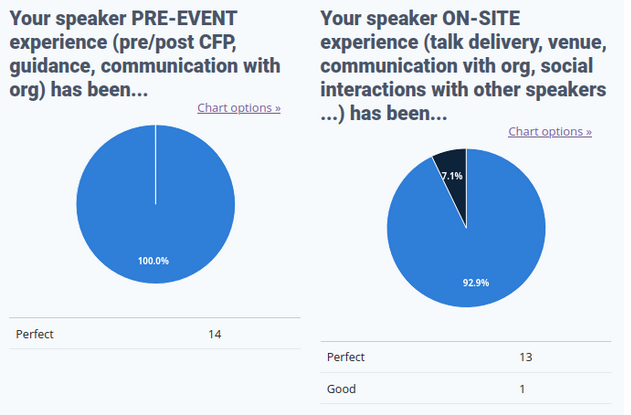 Your speaker PRE-EVENT
experience (pre/post CFP,
guidance, communication with
org) has been...
Chart options »
100.0%
Perfect 14
Your speaker ON-SITE
experience (talk delivery, venue,
communication vith org, social
interactions with other speakers
...) has been...
Chart options »
7.1%
92.9%
Perfect 13
Good 1